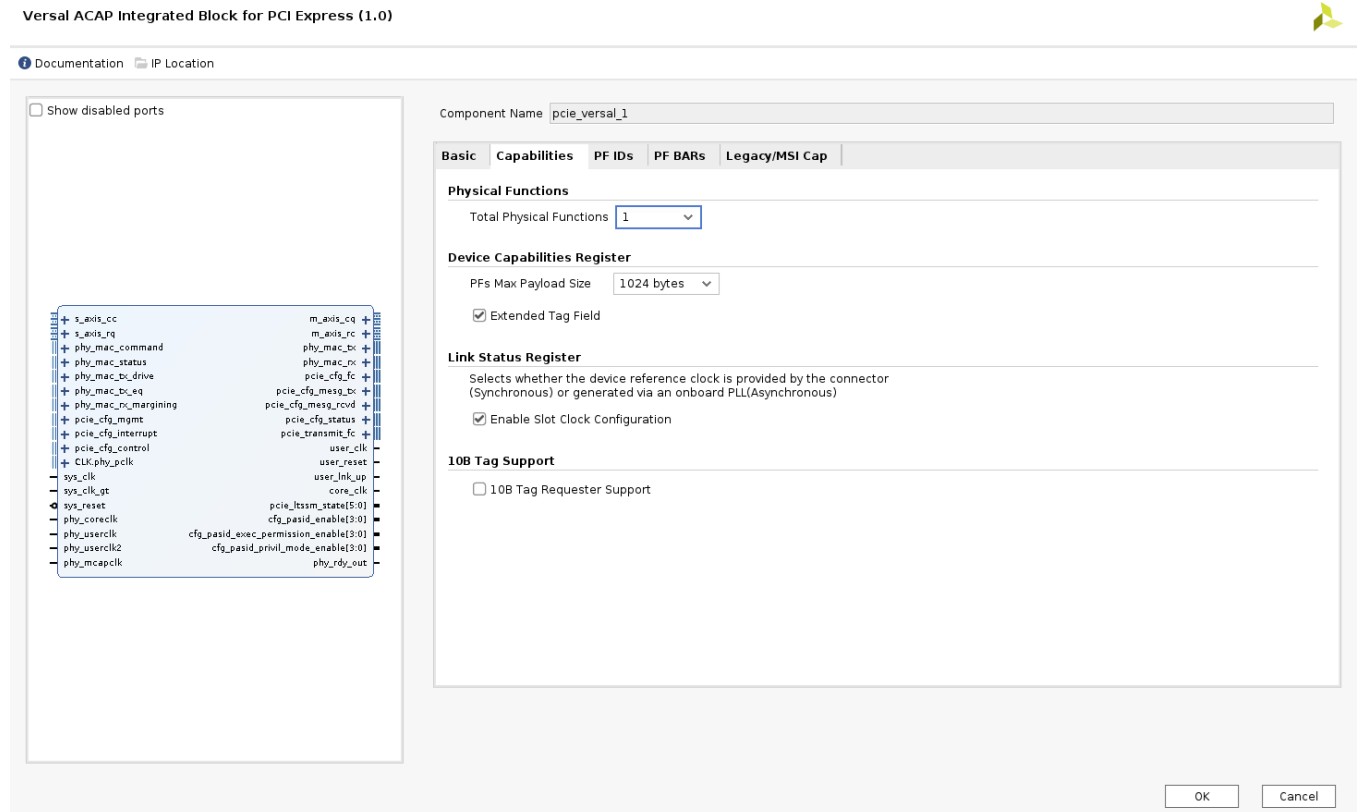 Versal ACAP Integrated Block for PCI Express (1.0)
Documentation IP Location
Show disabled ports
s_axis_cc
s_axis_rq
phy_mac_command
phy_mac_status
phy_mac_tx_drive
phy_mac_tx_eq
phy_mac_rx_margining
pcie_cfg_mgmt
pcie_cfg_interrupt
pcie_cfg_control
CLK.phy_pclk
sys_clk
sys_clk_gt
sys_reset
phy_coreclk
phy_userclk
phy_userclk2
phy_mcapclk
m_axis_cq
m_axis_rc
phy_mac_tx
phy_mac_rx
pcie_cfg_fc
pcie_cfg_mesg_tx
pcie_cfg_mesg_rcvd
pcie_cfg_status
pcie_transmit_fc
user_clk
user_reset
user_lnk_up
core_clk
pcie_ltssm_state[5:0]
cfg_pasid_enable[3:0]
cfg_pasid_exec_permission_enable[3:0]
cfg_pasid_privil_mode_enable[3:0]
phy_rdy_out
Component Name pcie_versal_1
Basic Capabilities PF IDs PF BARs Legacy/MSI Cap
Physical Functions
Total Physical Functions 1
Device Capabilities Register
PFs Max Payload Size 1024 bytes
Extended Tag Field
Link Status Register
Selects whether the device reference clock is provided by the connector
(Synchronous) or generated via an onboard PLL(Asynchronous)
Enable Slot Clock Configuration
10B Tag Support
10B Tag Requester Support
OK Cancel